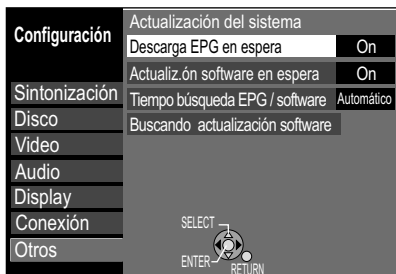 Configuración
Actualización del sistema
Descarga EPG en espera On
Actualiz.ón software en espera On
Tiempo búsqueda EPG / software Automático
Buscando actualización software
Sintonización
Disco
Video
Audio
Display
Conexión
Otros
SELECT
ENTER
RETURN